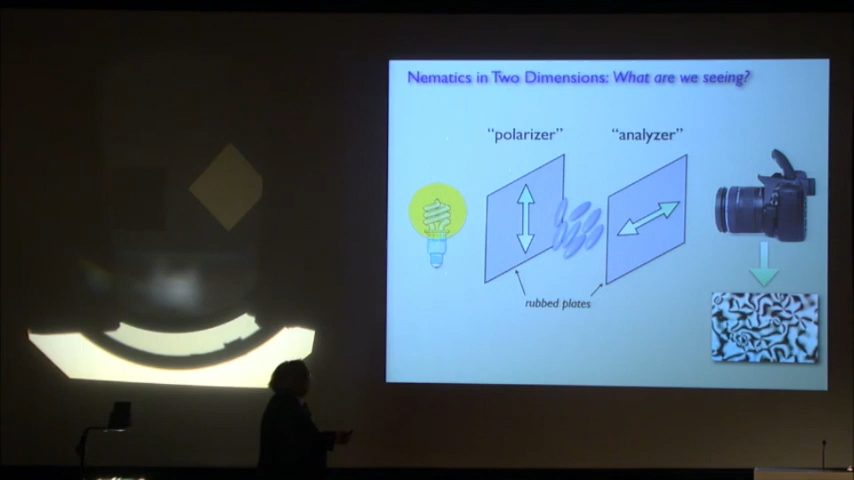 Nematics in Two Dimensions: What are we seeing?
"polarizer"
"analyzer"
rubbed plates